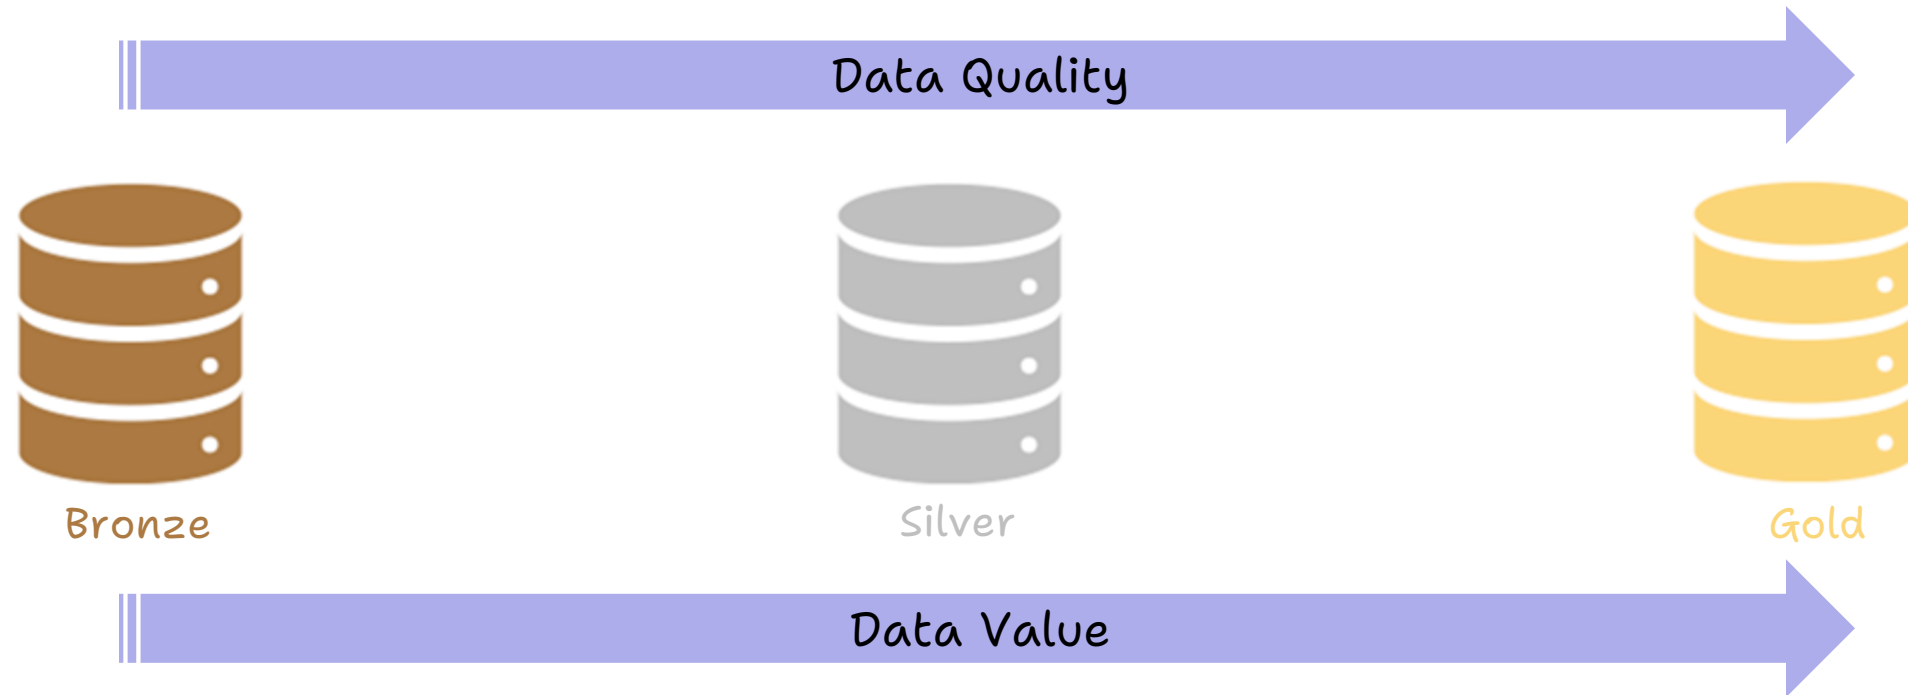 Data Quality
Bronze
Silver
Gold
Data Value